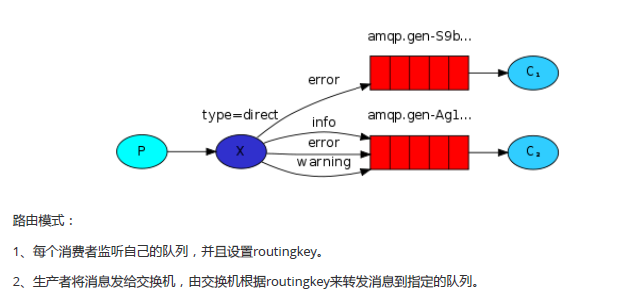 amqp.gen-S9b...
error
C₁
type=direct
amqp.gen-Ag1...
info
P
X
error
C₂
warning
路由模式：
1、每个消费者监听自己的队列，并且设置routingkey。
2、生产者将消息发给交换机，由交换机根据routingkey来转发消息到指定的队列。